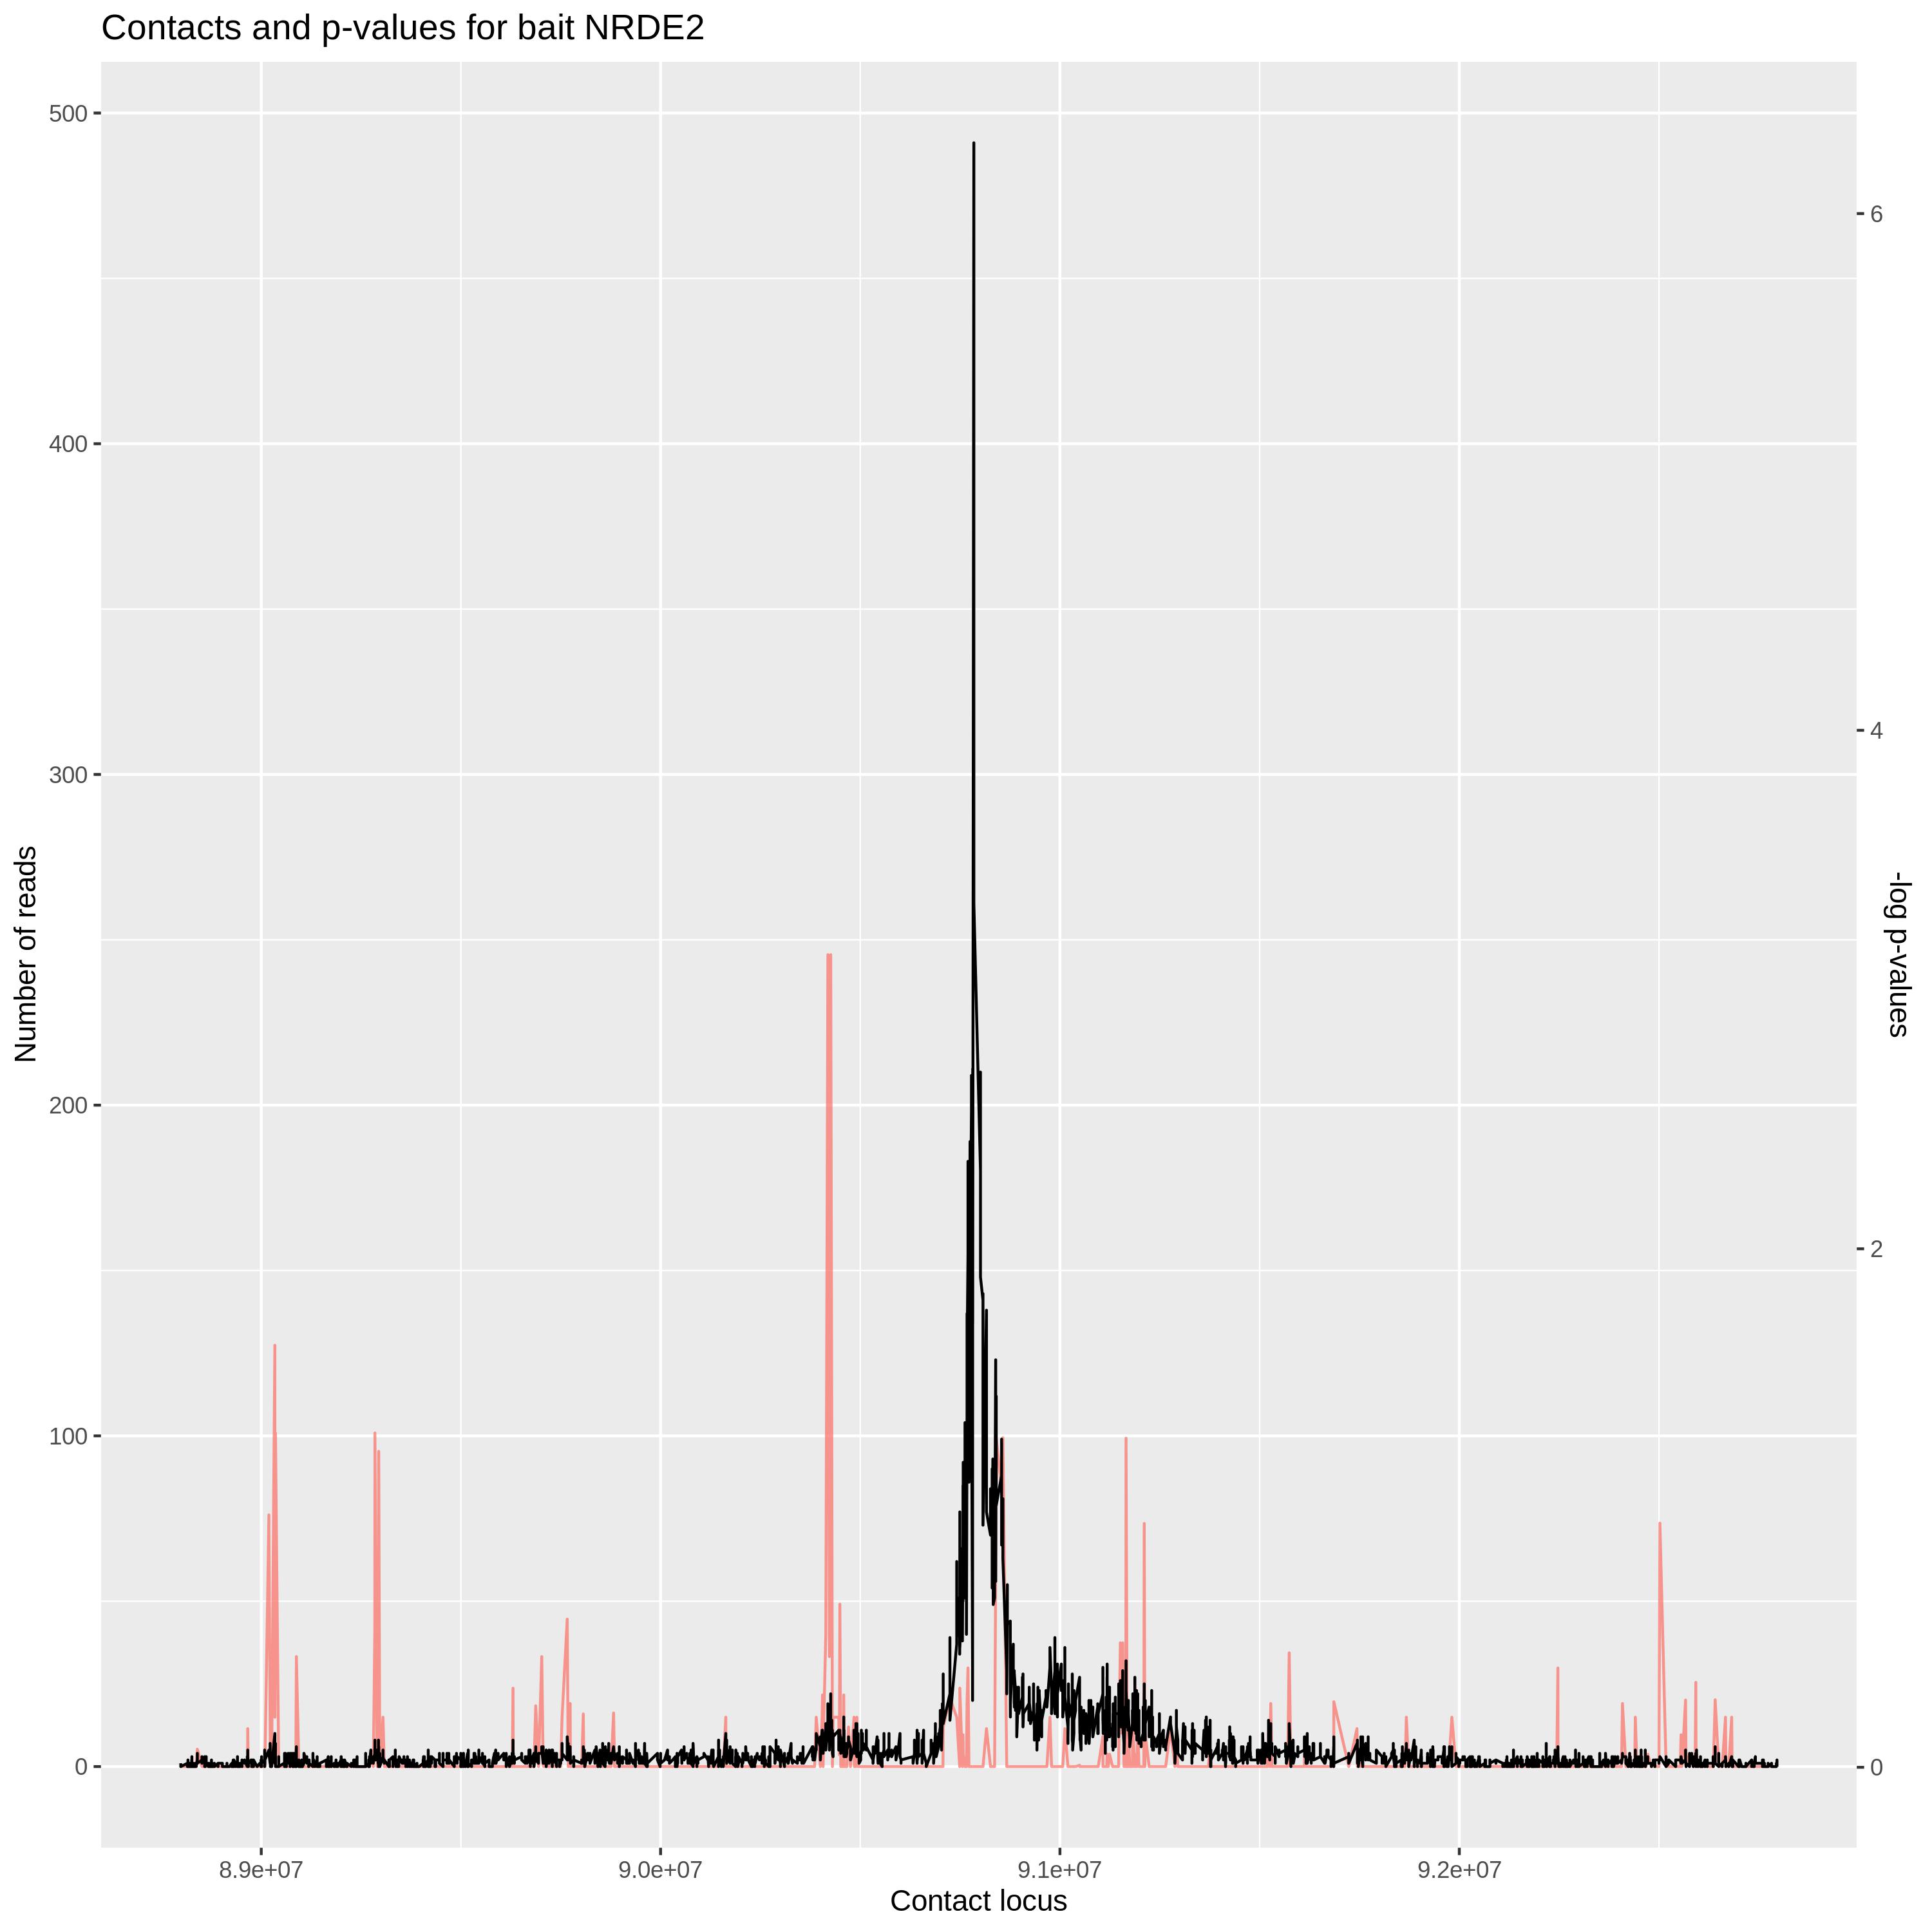 Contacts and p-values for bait NRDE2
500
400
300
200
100
0
Number of reads
6
4
2
0
-log p-values
8.9e+07
9.0e+07
9.1e+07
9.2e+07
Contact locus